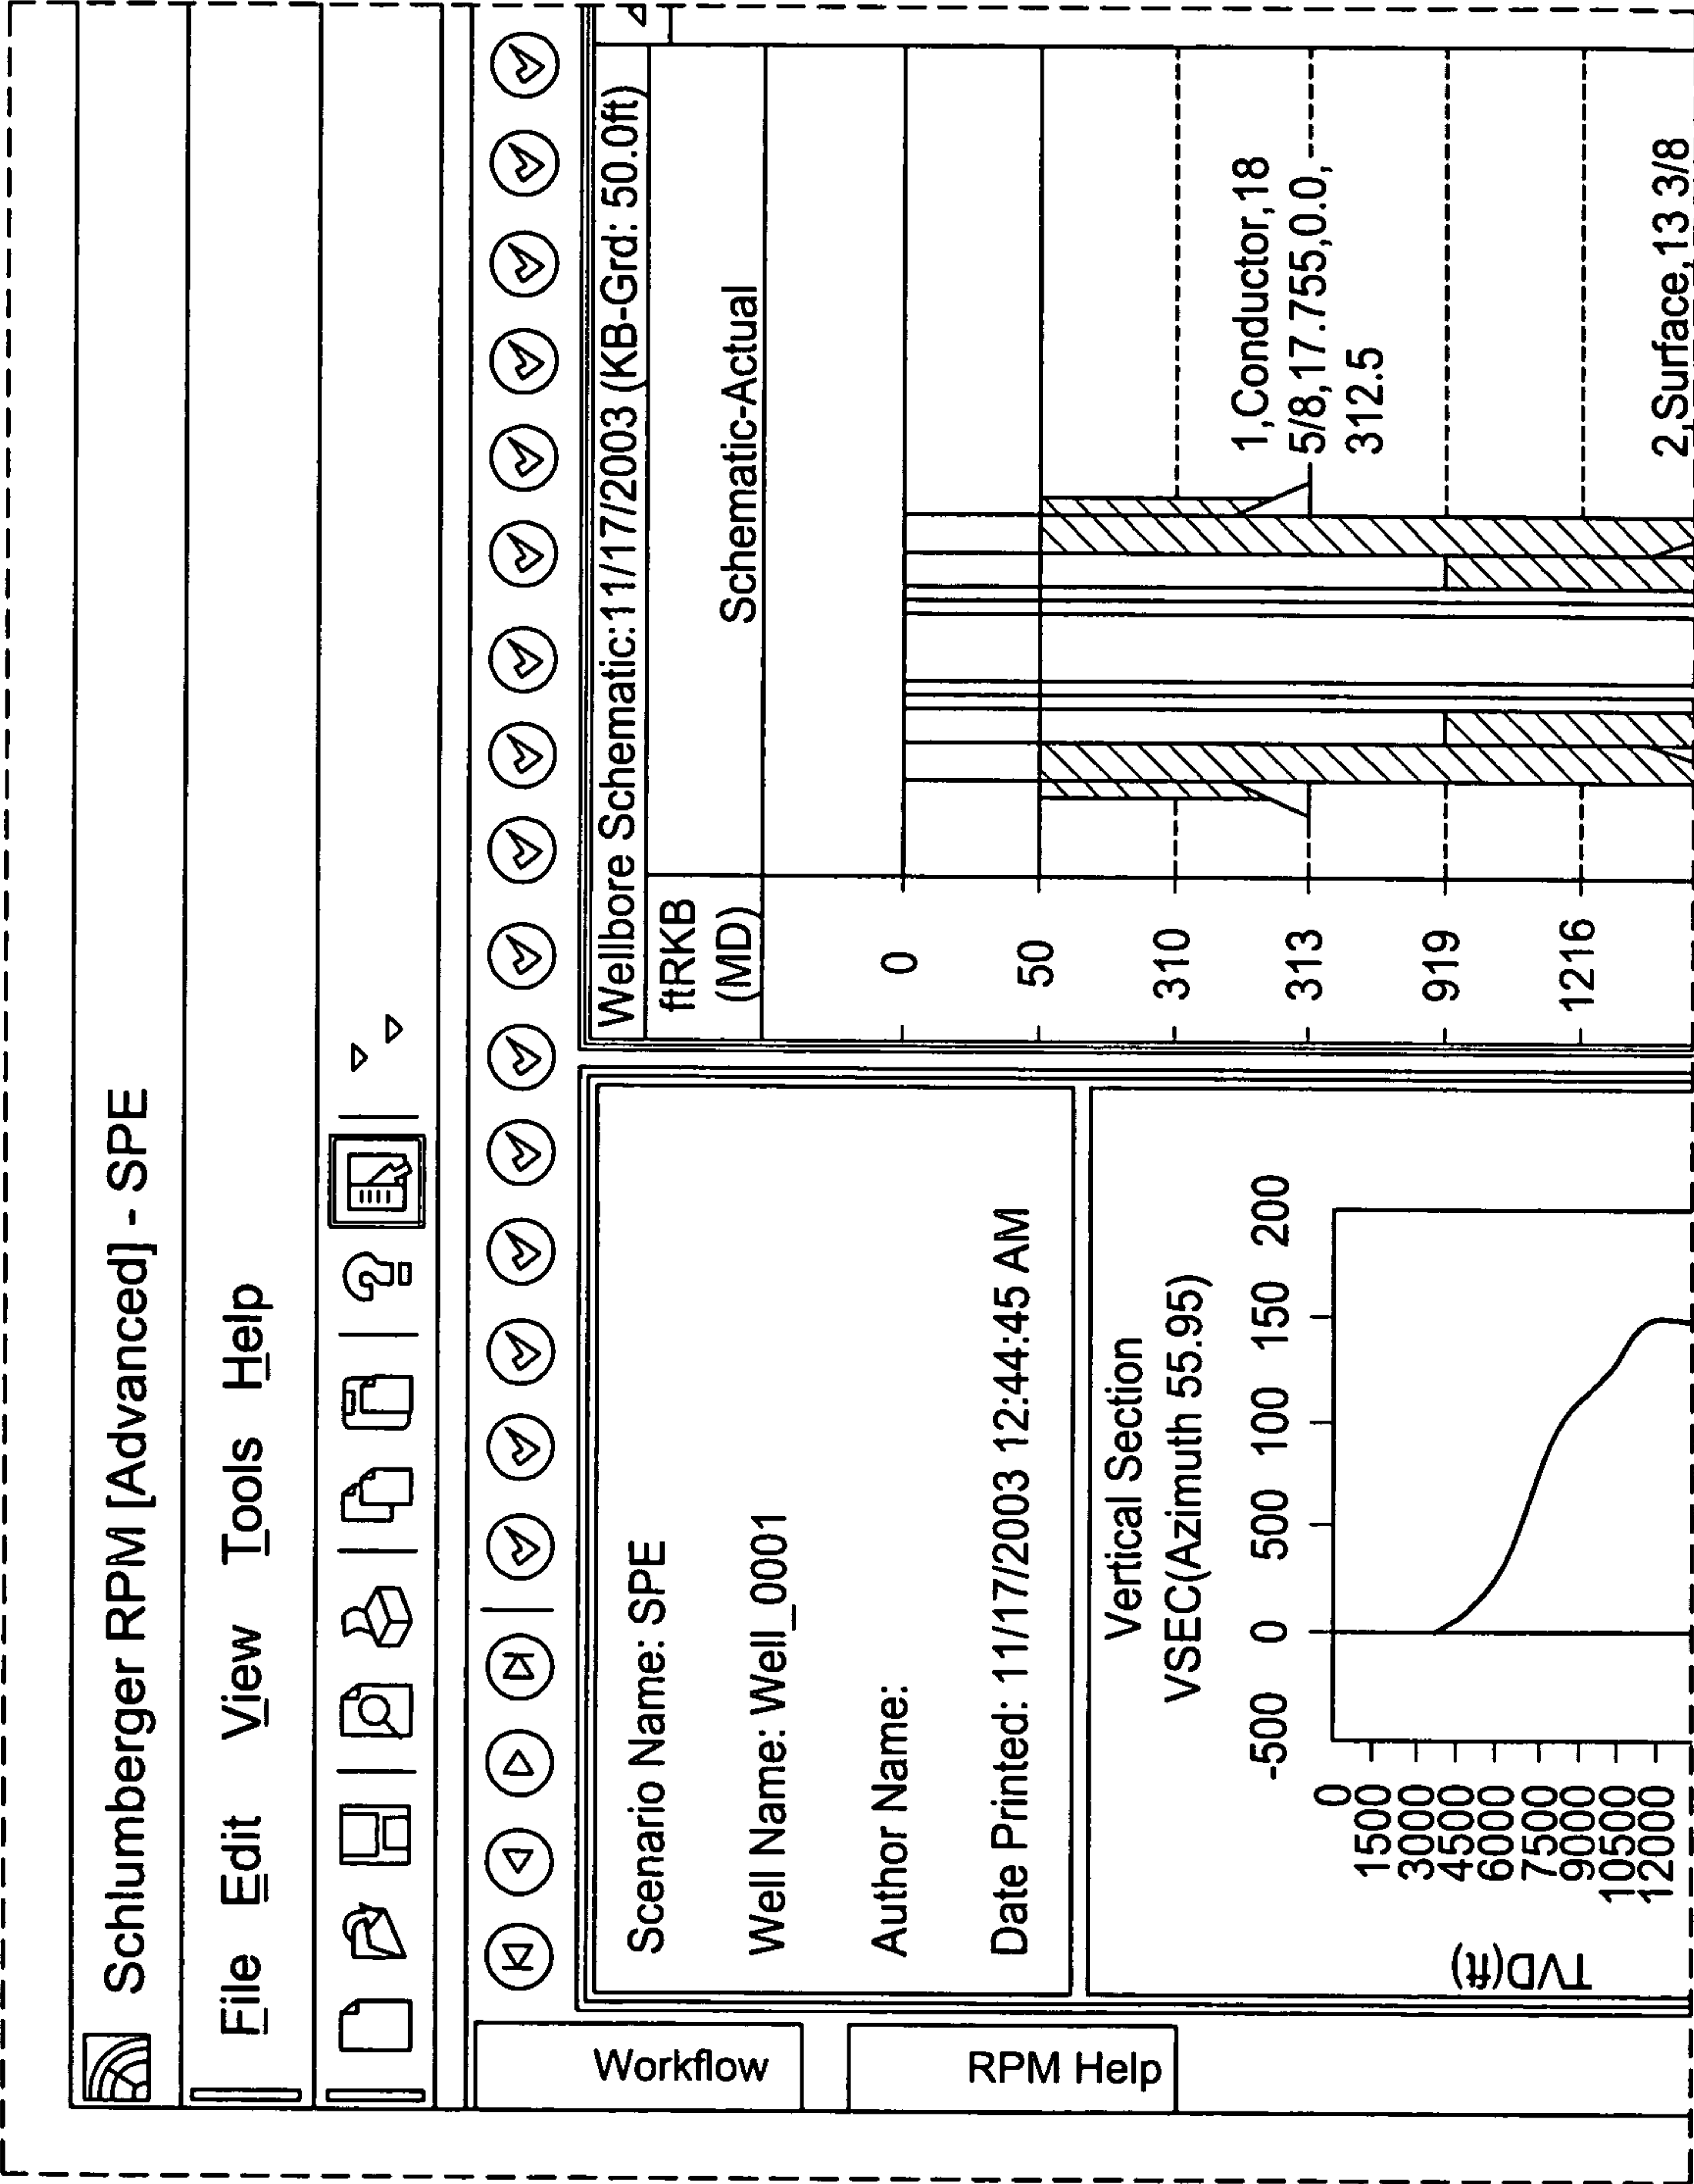 Schlumberger RPM [Advanced] - SPE
File Edit View Tools Help
Workflow
RPM Help
Scenario Name: SPE
Well Name: Well_0001
Author Name:
Date Printed: 11/17/2003 12:44:45 AM
Vertical Section
VSEC(Azimuth 55.95)
-500 0 500 100 150 200
TVD(ft)
0
1500
3000
4500
6000
7500
9000
10500
12000
Wellbore Schematic:11/17/2003 (KB-Grd: 50.0ft)
ftRKB
(MD)
Schematic-Actual
0
50
310
313
919
1216
1,Conductor,18
5/8,17.755,0.0,
312.5
2,Surface,13 3/8